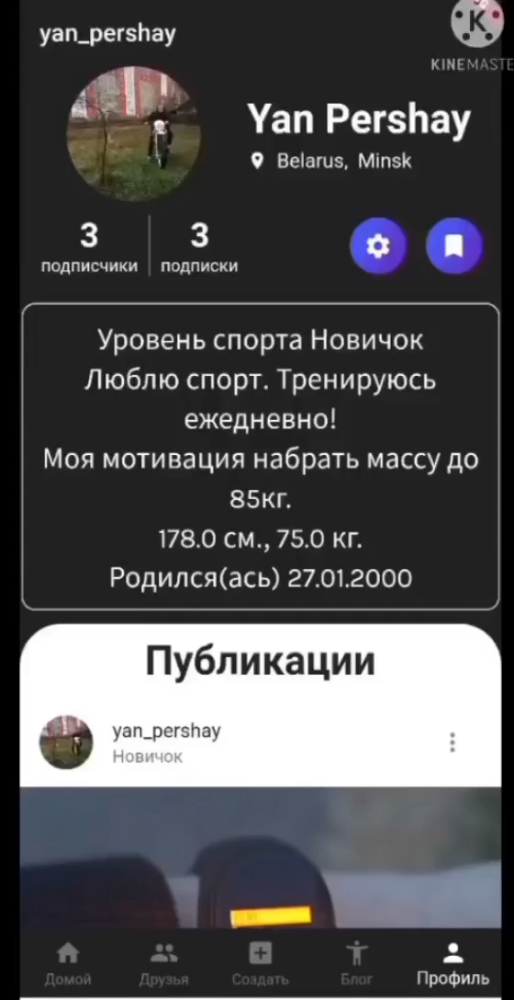 yan_pershay
K
KINEMASTE
Yan Pershay
Belarus, Minsk
3
подписчики
3
подписки
Уровень спорта Новичок
Люблю спорт. Тренируюсь
ежедневно!
Моя мотивация набрать массу до
85кг.
178.0 см., 75.0 кг.
Родился(ась) 27.01.2000
Публикации
yan_pershay
Новичок
Домой
Друзья
Создать
Блог
Профиль